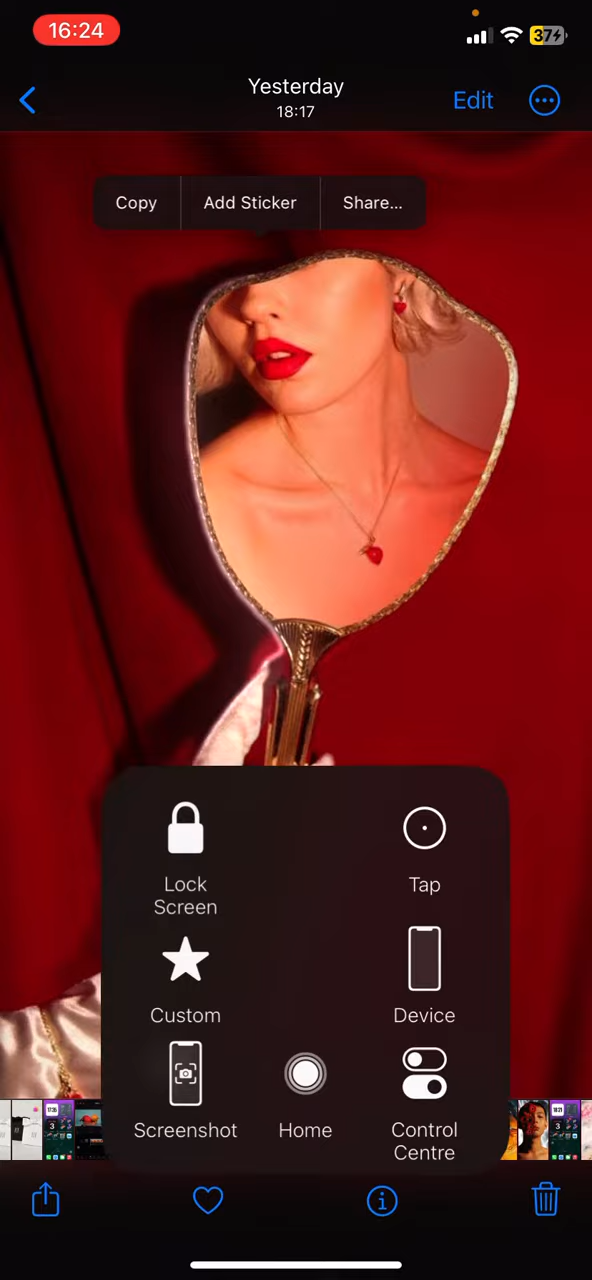 16:24
37
Yesterday
18:17
Edit
Copy
Add Sticker
Share...
Lock
Screen
Tap
Custom
Device
Screenshot
Home
Control
Centre